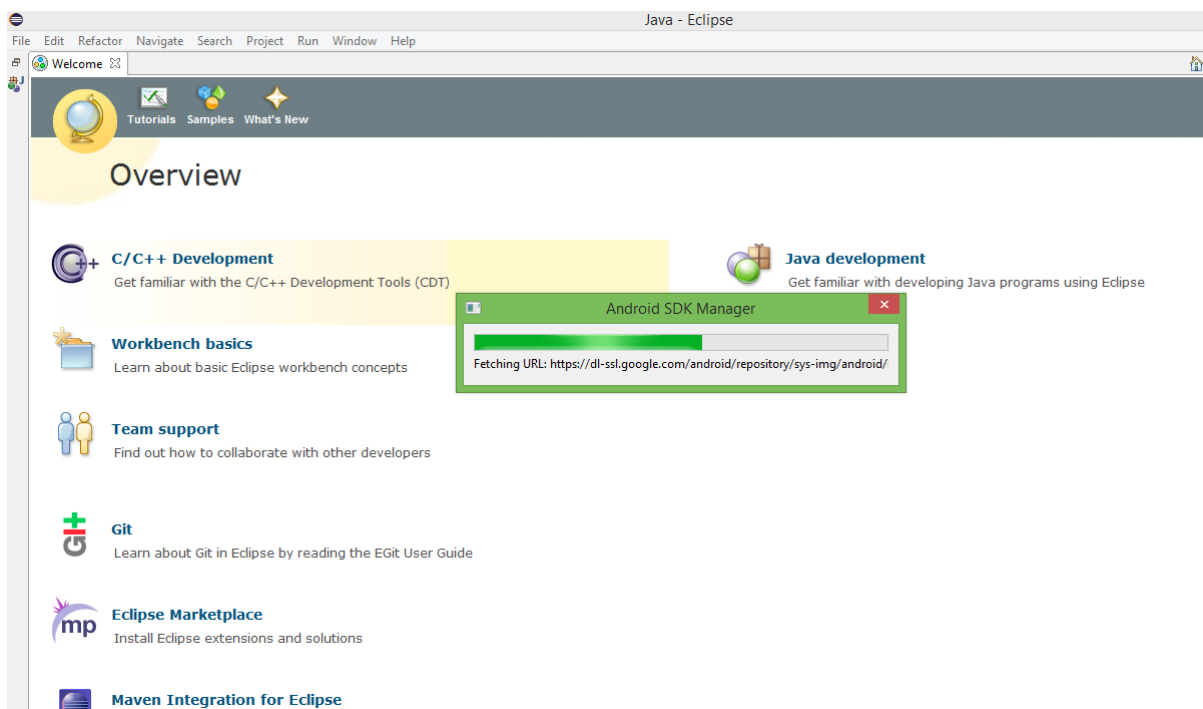 Java - Eclipse
File Edit Refactor Navigate Search Project Run Window Help
Welcome
Tutorials Samples What's New
Overview
C/C++ Development
Get familiar with the C/C++ Development Tools (CDT)
Java development
Get familiar with developing Java programs using Eclipse
Android SDK Manager
Fetching URL: https://dl-ssl.google.com/android/repository/sys-img/android/
Workbench basics
Learn about basic Eclipse workbench concepts
Team support
Find out how to collaborate with other developers
git
Git
Learn about Git in Eclipse by reading the EGit User Guide
mp
Eclipse Marketplace
Install Eclipse extensions and solutions
Maven Integration for Eclipse